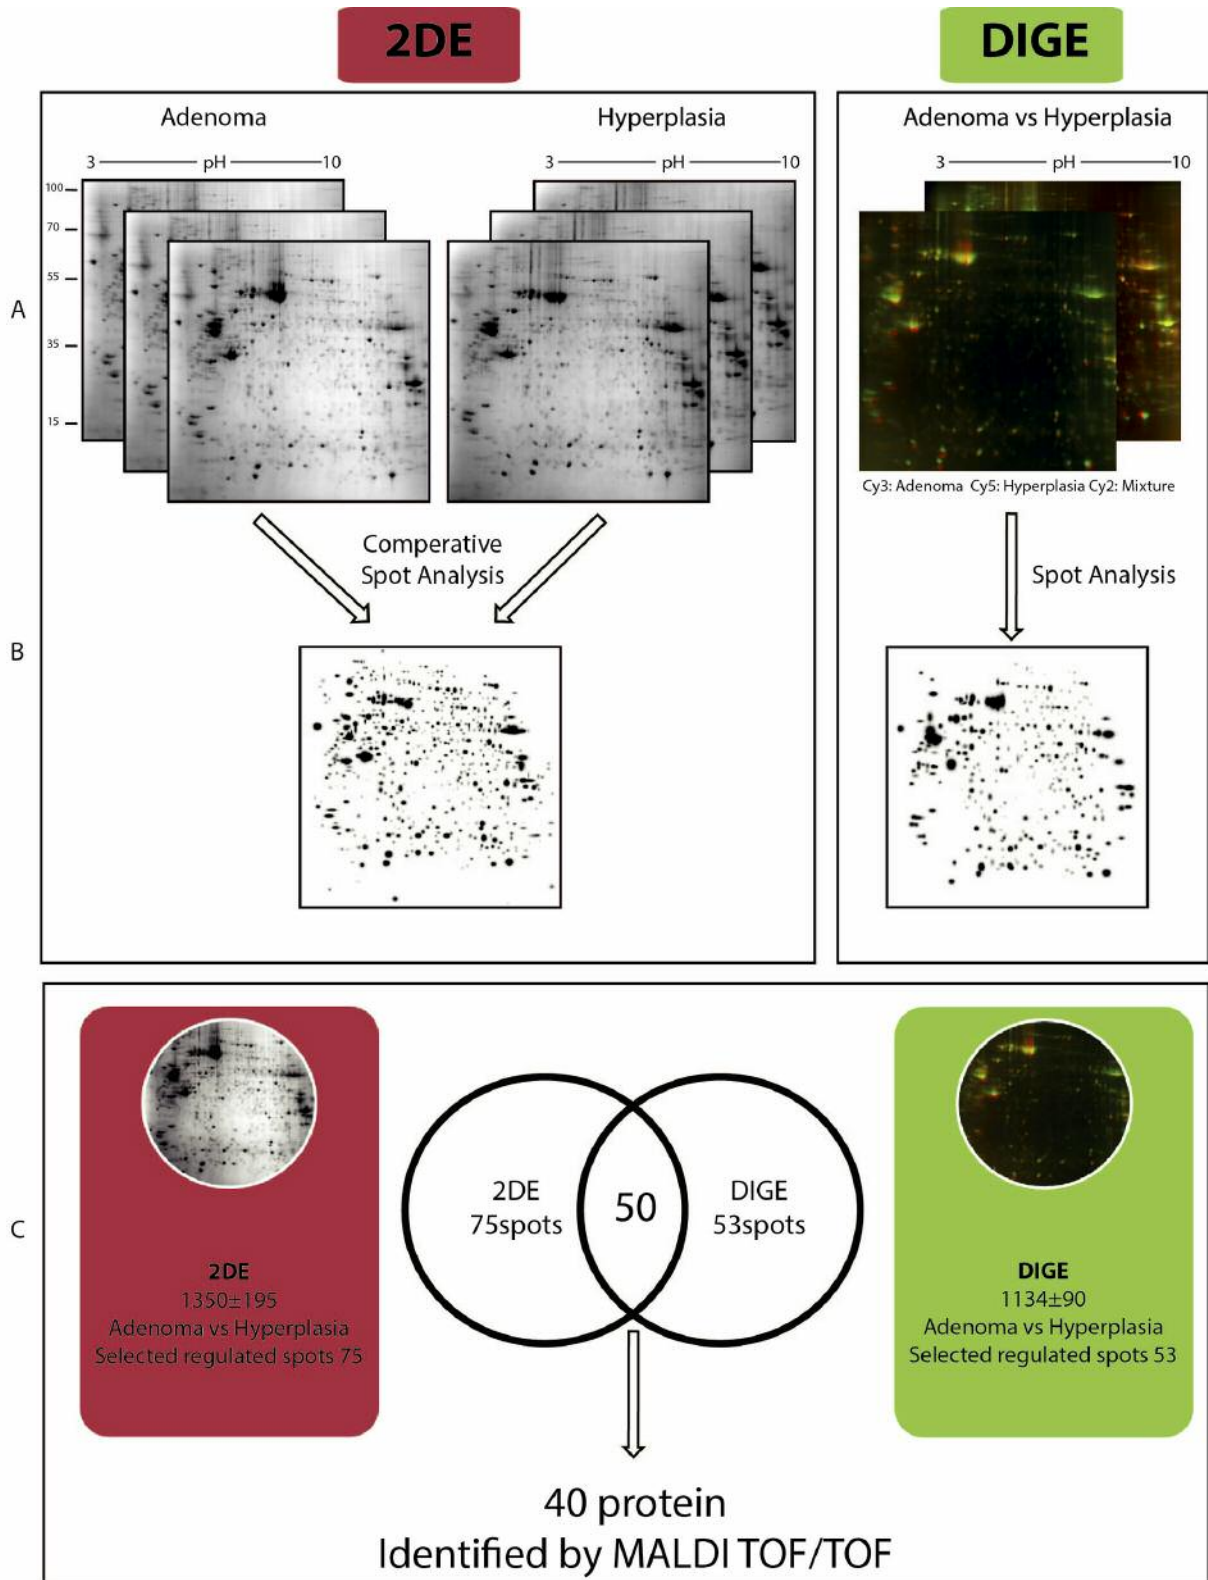 2DE
DIGE
Adenoma
Hyperplasia
Adenoma vs Hyperplasia
3 pH 10
3 pH 10
3 pH 10
100
70
55
35
15
A
Cy3: Adenoma Cy5: Hyperplasia Cy2: Mixture
Comperative
Spot Analysis
Spot Analysis
B
C
2DE
1350±195
Adenoma vs Hyperplasia
Selected regulated spots 75
2DE
75spots
50
DIGE
53spots
DIGE
1134±90
Adenoma vs Hyperplasia
Selected regulated spots 53
40 protein
Identified by MALDI TOF/TOF